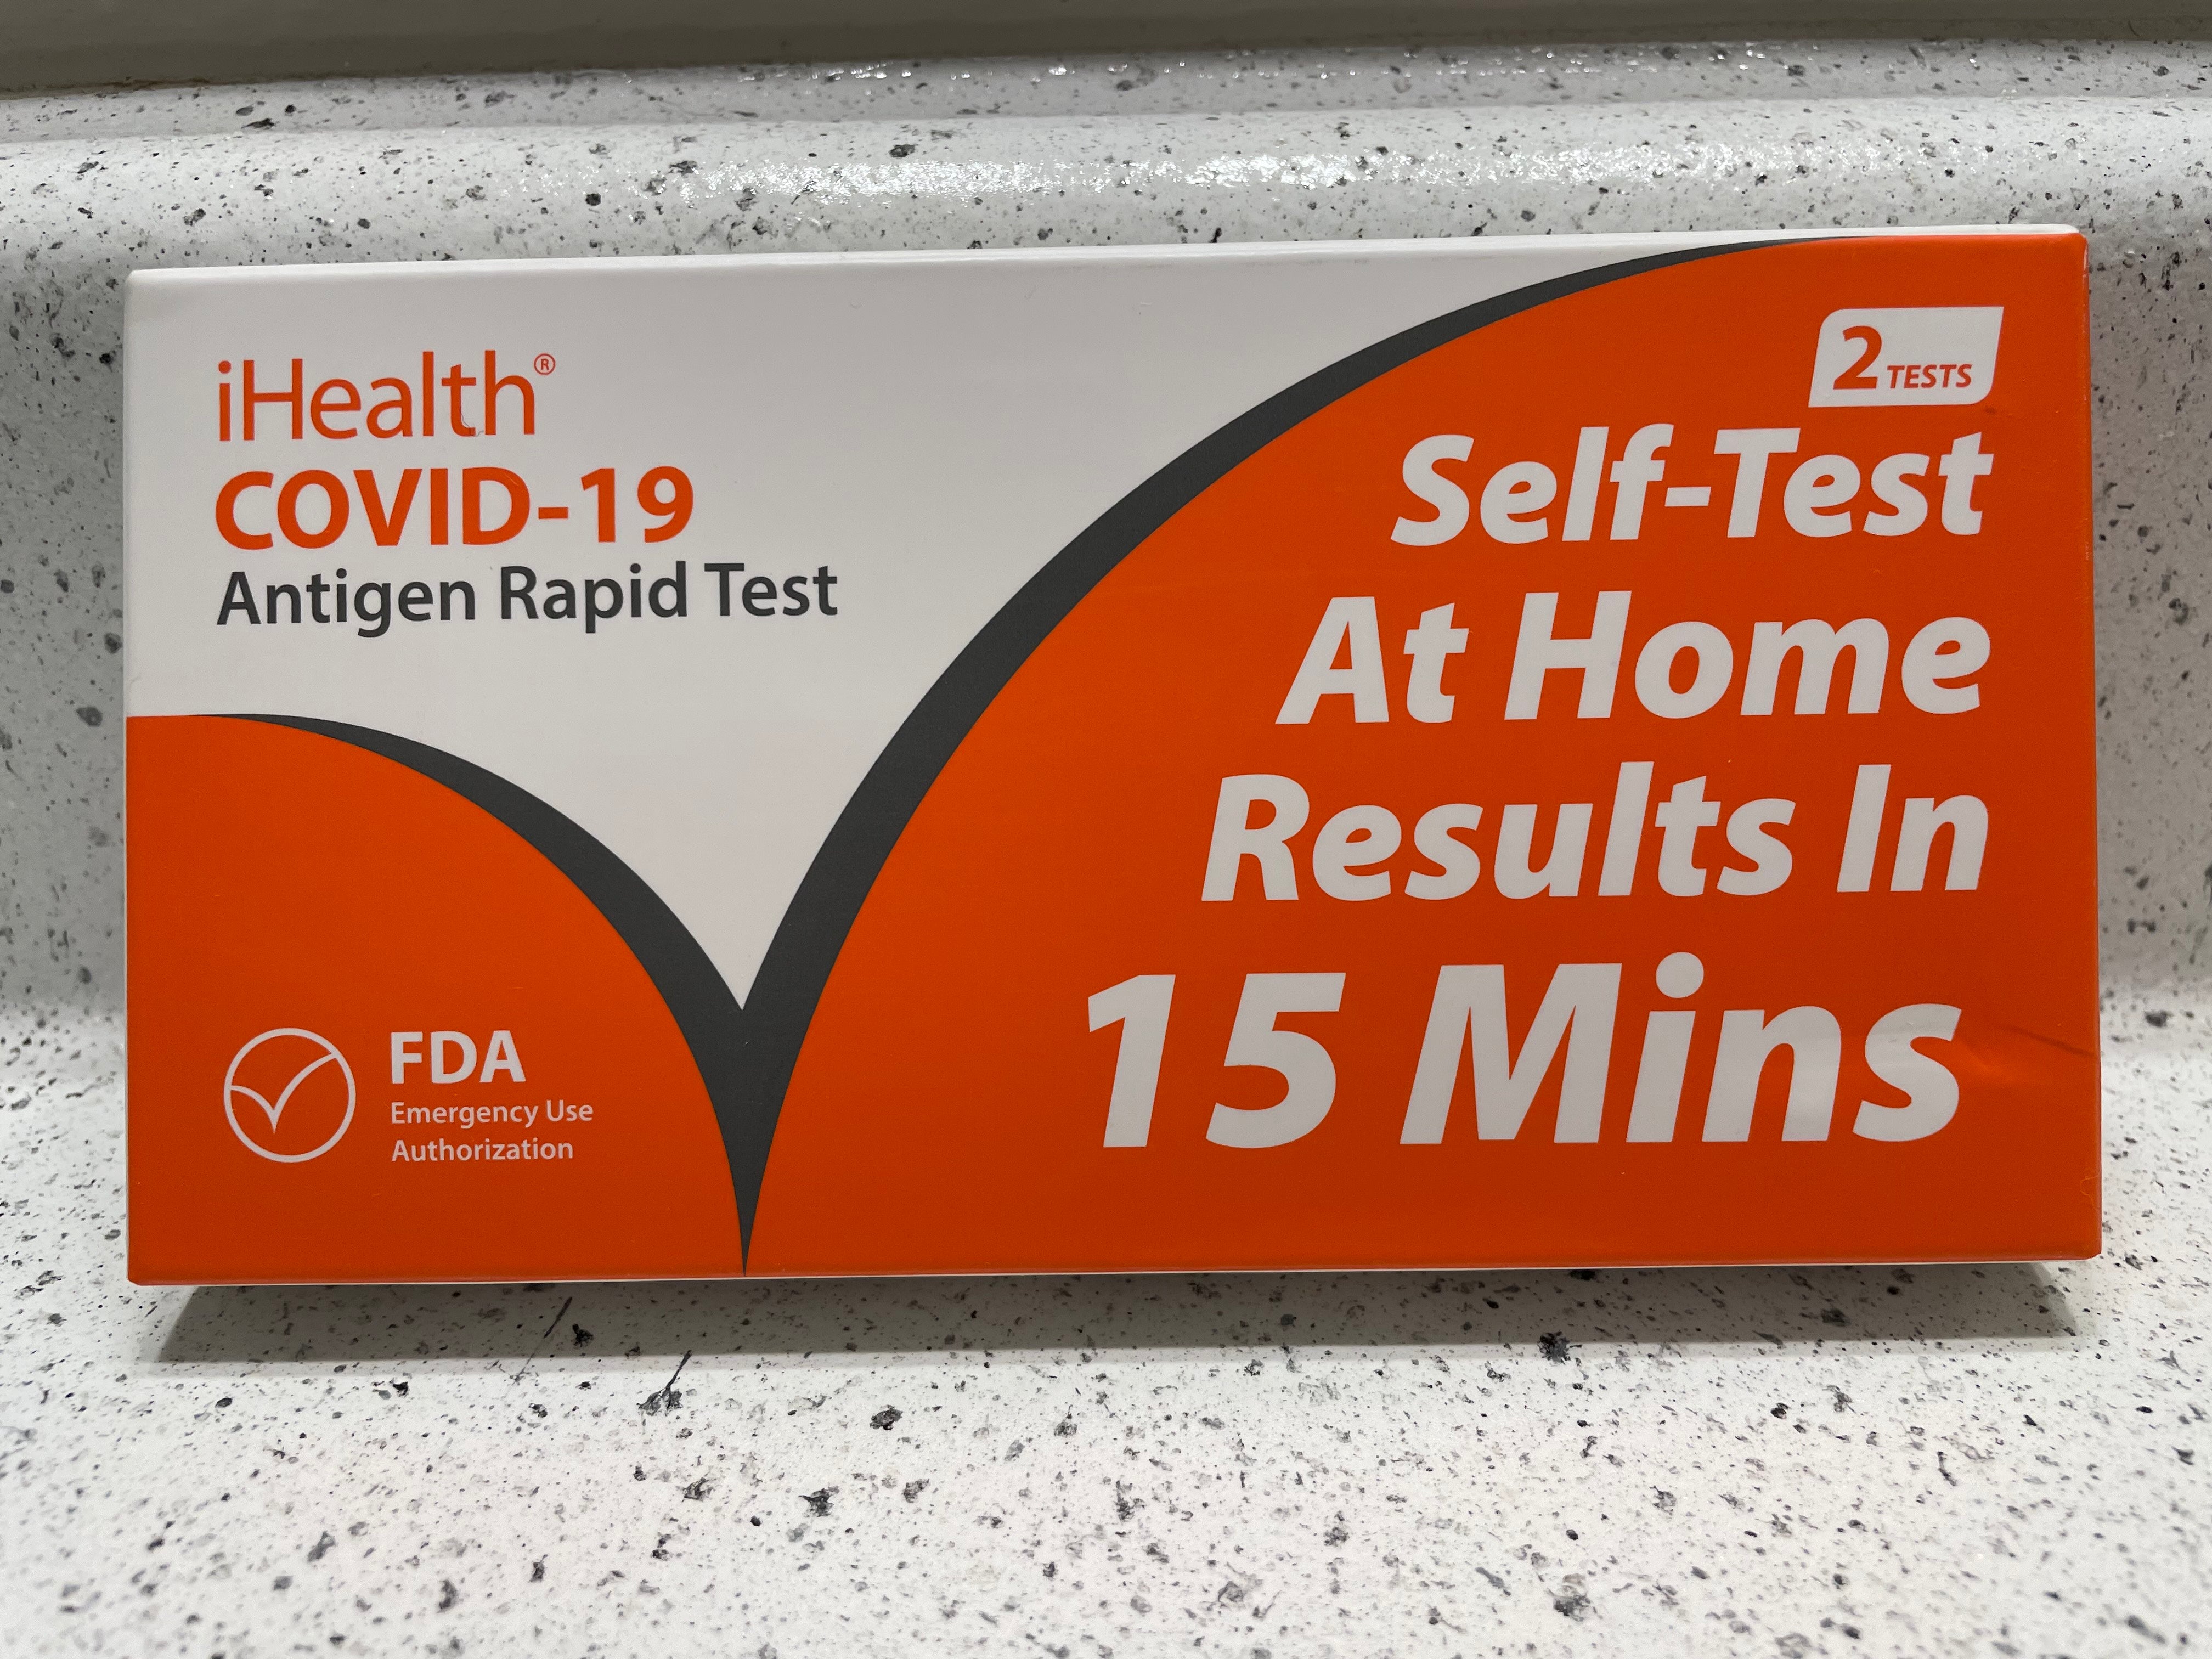 iHealth®
COVID-19
Antigen Rapid Test
2 TESTS
Self-Test
At Home
Results In
15 Mins
FDA
Emergency Use
Authorization